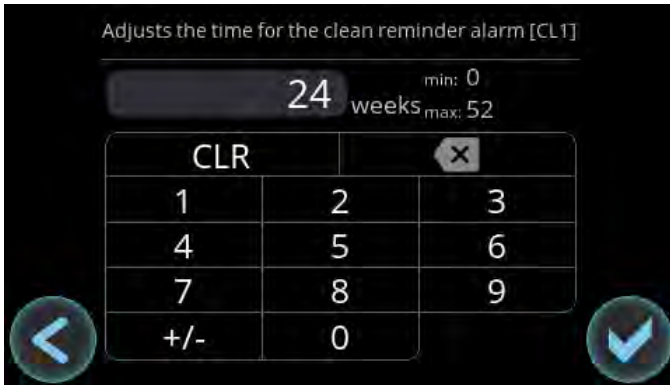 Adjusts the time for the clean reminder alarm [CL1]
24 weeks min: 0
max: 52
CLR
1 2 3
4 5 6
7 8 9
+/- 0